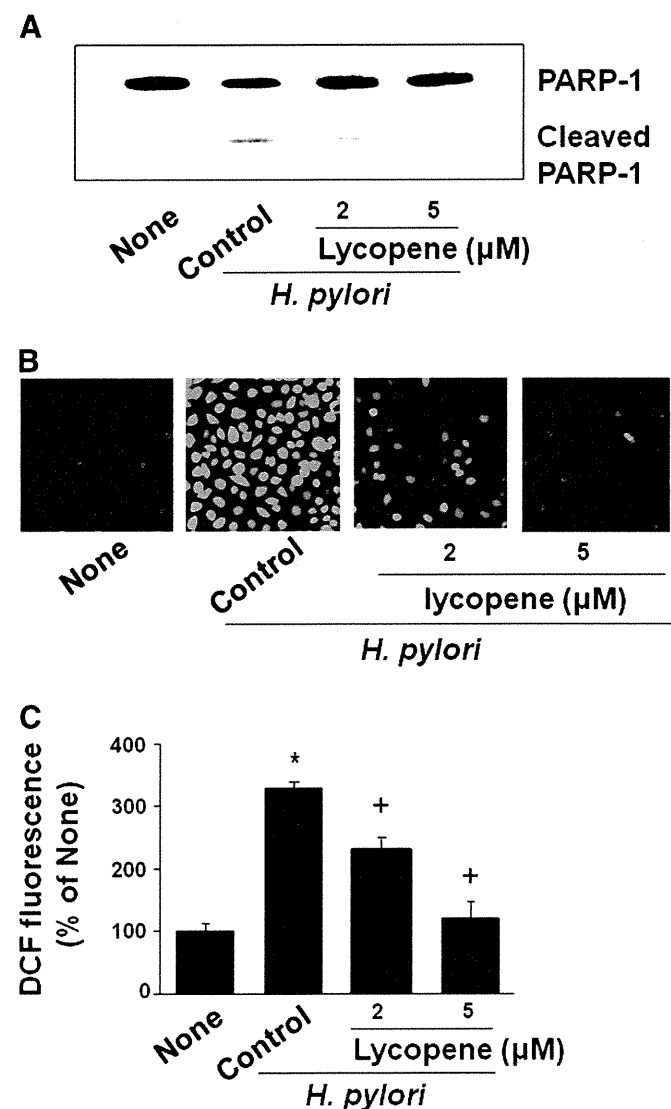 A
PARP-1
Cleaved
PARP-1
None
Control
2 5
Lycopene (μM)
H. pylori
B
None
Control
2 5
lycopene (μM)
H. pylori
C
DCF fluorescence
(% of None)
400
300
200
100
0
*
+
+
None
Control
2 5
Lycopene (μM)
H. pylori